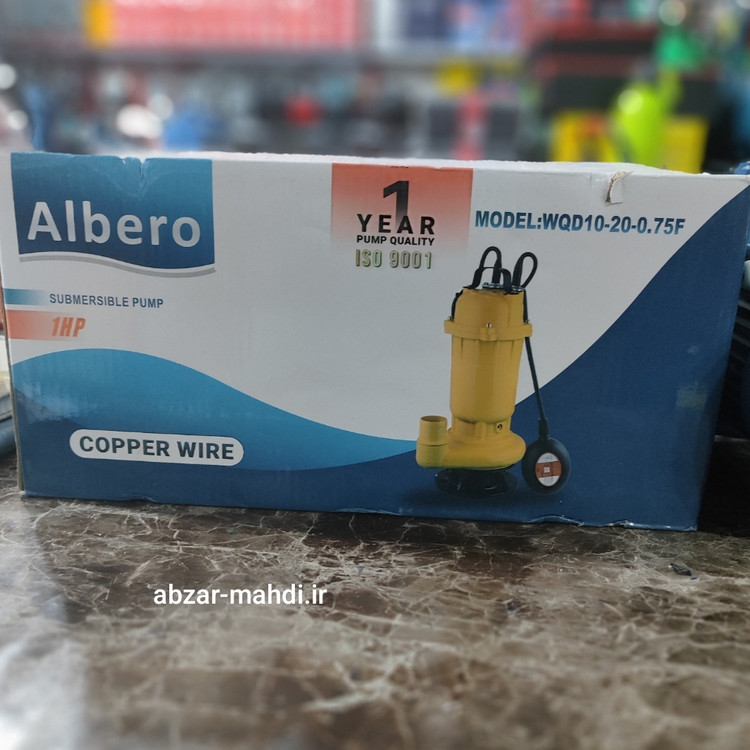 Albero
SUBMERSIBLE PUMP
1HP
1
YEAR
PUMP QUALITY
ISO 9001
MODEL:WQD10-20-0.75F
COPPER WIRE
abzar-mahdi.ir